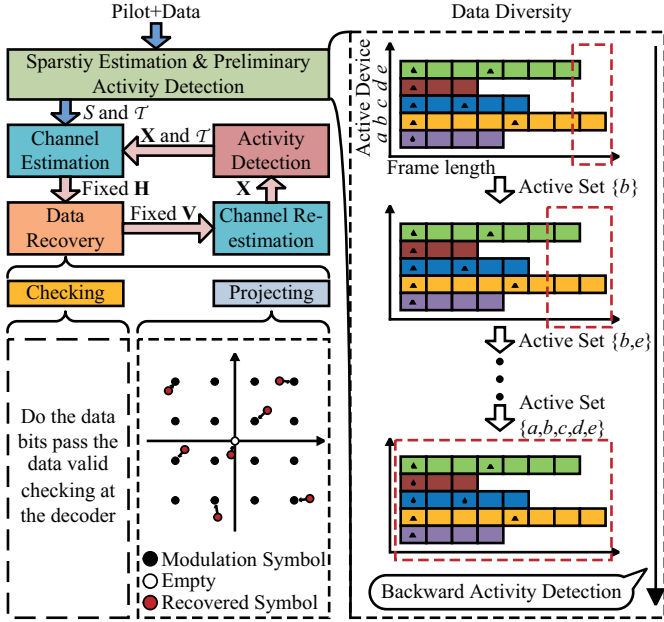 Pilot+Data
Sparstiy Estimation & Preliminary
Activity Detection
S and 𝒯
Channel
Estimation
X and 𝒯
Activity
Detection
Fixed H
X
Data
Recovery
Fixed V
Channel Re-
estimation
Checking
Projecting
Do the data
bits pass the
data valid
checking at
the decoder
Modulation Symbol
Empty
Recovered Symbol
Data Diversity
Active Device
a b c d e
Frame length
Active Set {b}
Active Set {b,e}
Active Set
{a,b,c,d,e}
Backward Activity Detection